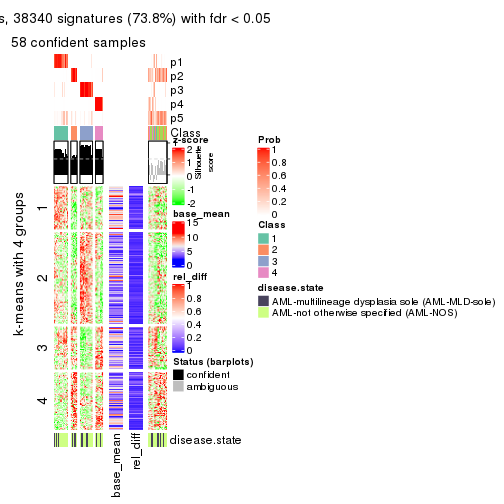 s, 38340 signatures (73.8%) with fdr < 0.05
58 confident samples
p1
p2
p3
p4
p5
Class
1
Silhouette
score
k-means with 4 groups
1
2
3
4
base_mean
rel_diff
disease.state
z-score
2
1
0
-1
-2
base_mean
15
10
5
0
rel_diff
1
0.8
0.6
0.4
0.2
0
Status (barplots)
confident
ambiguous
Prob
1
0.8
0.6
0.4
0.2
0
Class
1
2
3
4
disease.state
AML-multilineage dysplasia sole (AML-MLD-sole)
AML-not otherwise specified (AML-NOS)